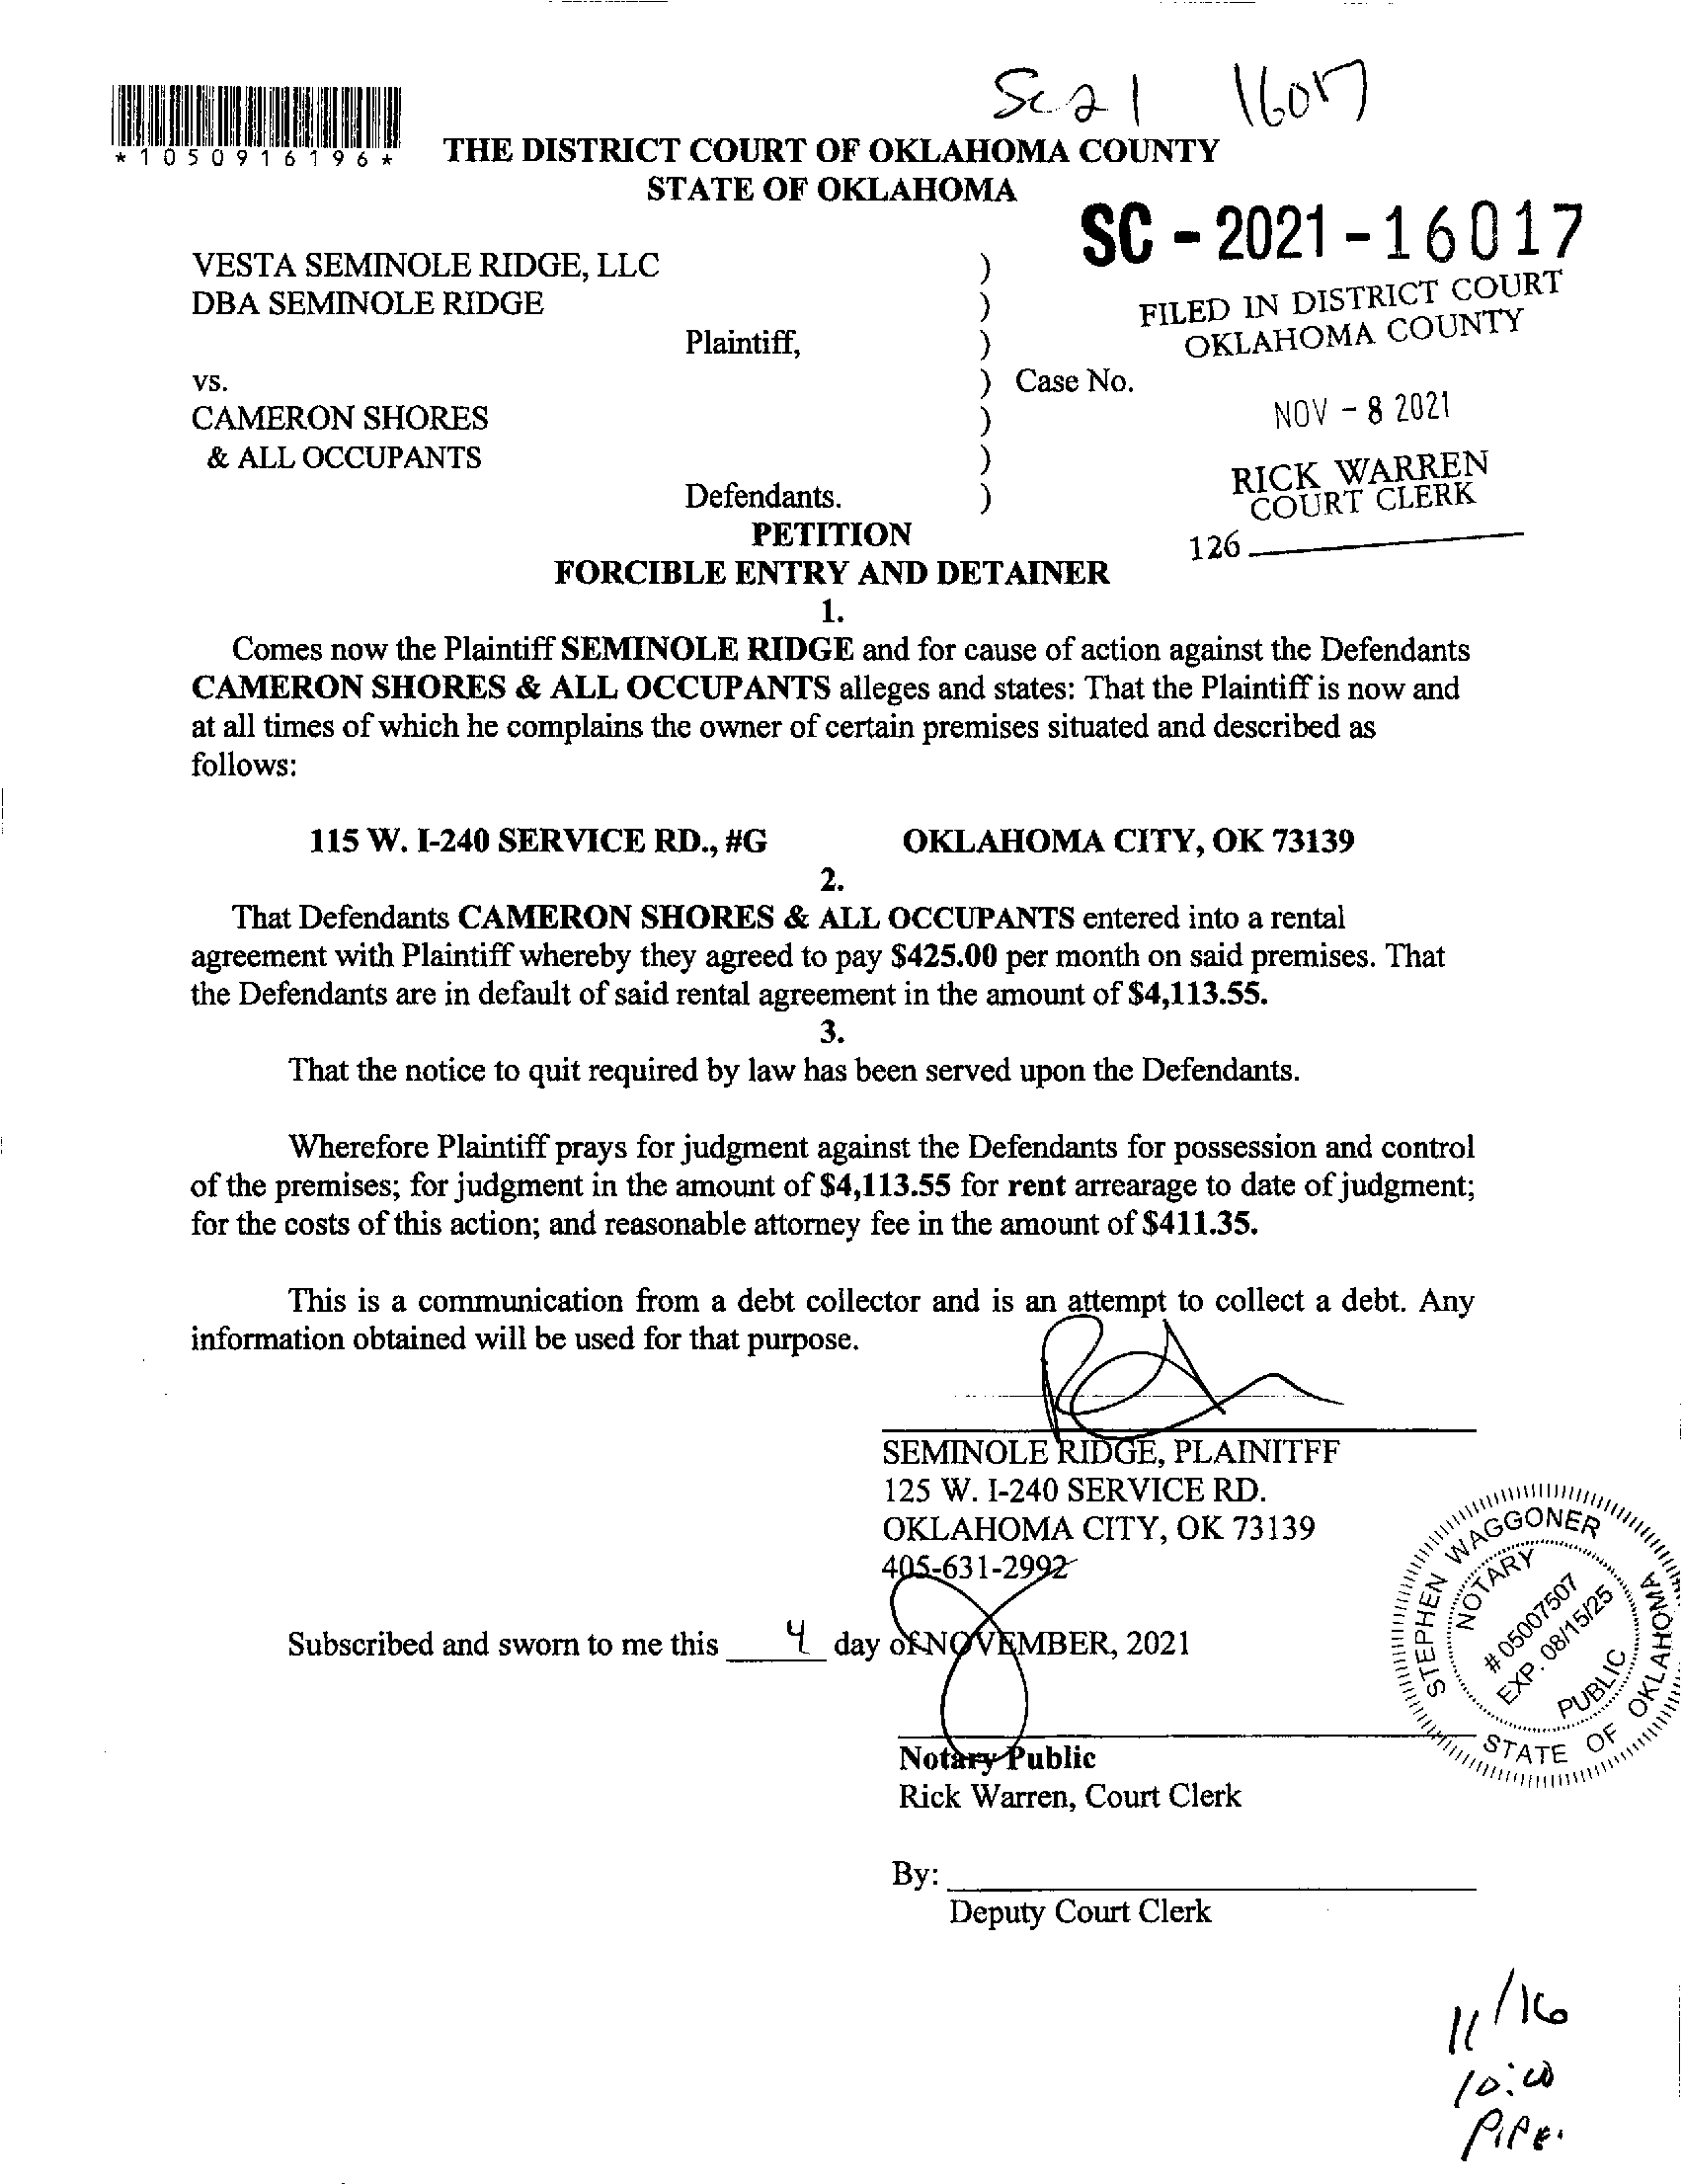 Sc 21 16017
*1050916196*
THE DISTRICT COURT OF OKLAHOMA COUNTY
STATE OF OKLAHOMA
SC - 2021 - 16017
VESTA SEMINOLE RIDGE, LLC )
DBA SEMINOLE RIDGE )
FILED IN DISTRICT COURT
OKLAHOMA COUNTY
Plaintiff, )
vs. ) Case No.
CAMERON SHORES )
NOV - 8 2021
& ALL OCCUPANTS )
RICK WARREN
COURT CLERK
Defendants. )
126
PETITION
FORCIBLE ENTRY AND DETAINER
1.
Comes now the Plaintiff SEMINOLE RIDGE and for cause of action against the Defendants
CAMERON SHORES & ALL OCCUPANTS alleges and states: That the Plaintiff is now and
at all times of which he complains the owner of certain premises situated and described as
follows:
115 W. I-240 SERVICE RD., #G OKLAHOMA CITY, OK 73139
2.
That Defendants CAMERON SHORES & ALL OCCUPANTS entered into a rental
agreement with Plaintiff whereby they agreed to pay $425.00 per month on said premises. That
the Defendants are in default of said rental agreement in the amount of $4,113.55.
3.
That the notice to quit required by law has been served upon the Defendants.
Wherefore Plaintiff prays for judgment against the Defendants for possession and control
of the premises; for judgment in the amount of $4,113.55 for rent arrearage to date of judgment;
for the costs of this action; and reasonable attorney fee in the amount of $411.35.
This is a communication from a debt collector and is an attempt to collect a debt. Any
information obtained will be used for that purpose.
SEMINOLE RIDGE, PLAINITFF
125 W. I-240 SERVICE RD.
OKLAHOMA CITY, OK 73139
405-631-2992
Subscribed and sworn to me this 4 day of NOVEMBER, 2021
STEPHEN WAGGONER
NOTARY
# 05007507
EXP. 08/15/25
PUBLIC
STATE OF OKLAHOMA
Notary Public
Rick Warren, Court Clerk
By:
Deputy Court Clerk
11/16
10:00
PIPE.